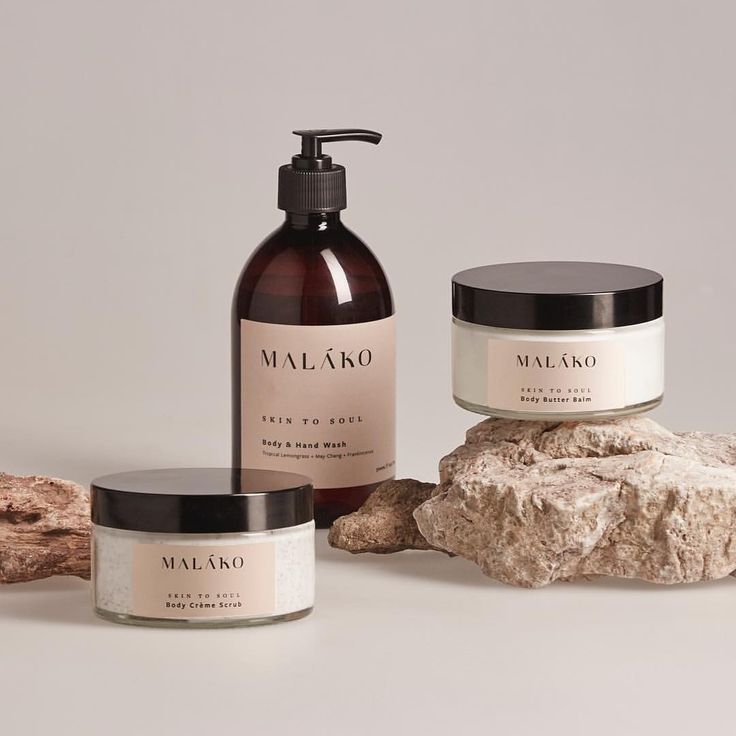 MALÁKO
SKIN TO SOUL
Body & Hand Wash
Tropical Lemongrass + May Chang + Frankincense
MALÁKO
SKIN TO SOUL
Body Butter Balm
MALÁKO
SKIN TO SOUL
Body Crème Scrub